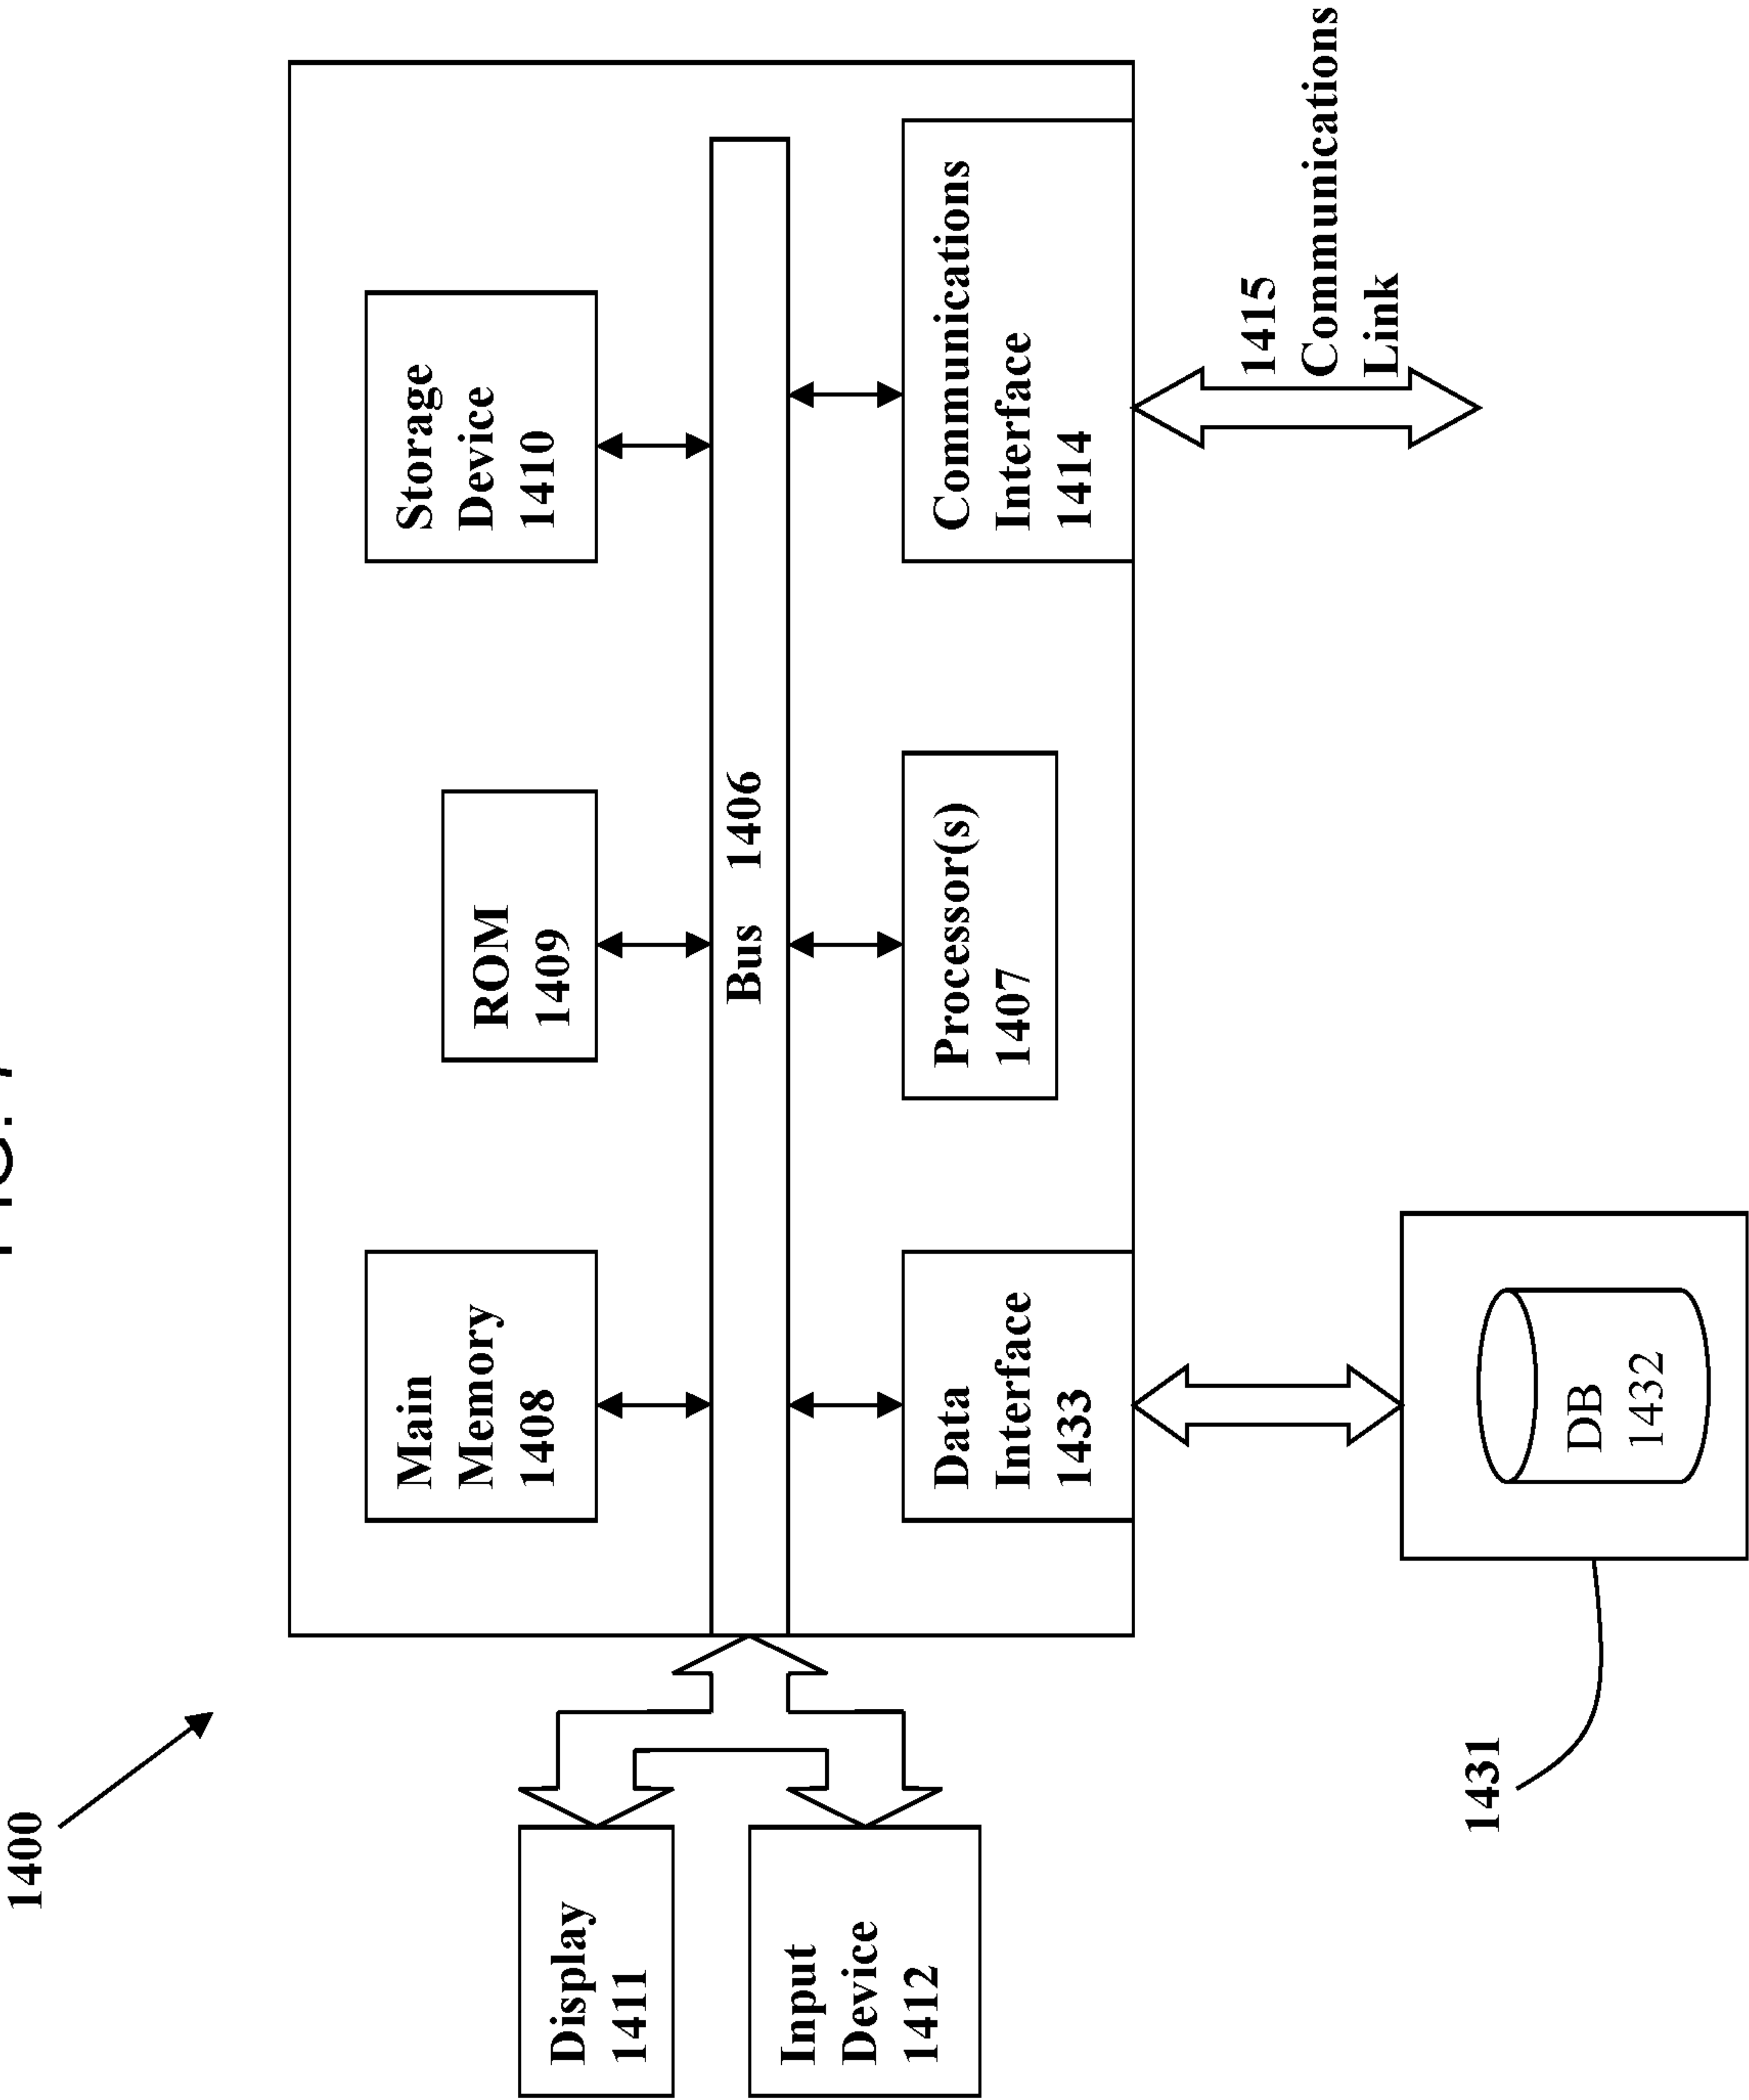 1400
Main
Memory
1408
ROM
1409
Storage
Device
1410
Display
1411
Bus 1406
Input
Device
1412
Data
Interface
1433
Processor(s)
1407
Communications
Interface
1414
1415
Communications
Link
1431
DB
1432